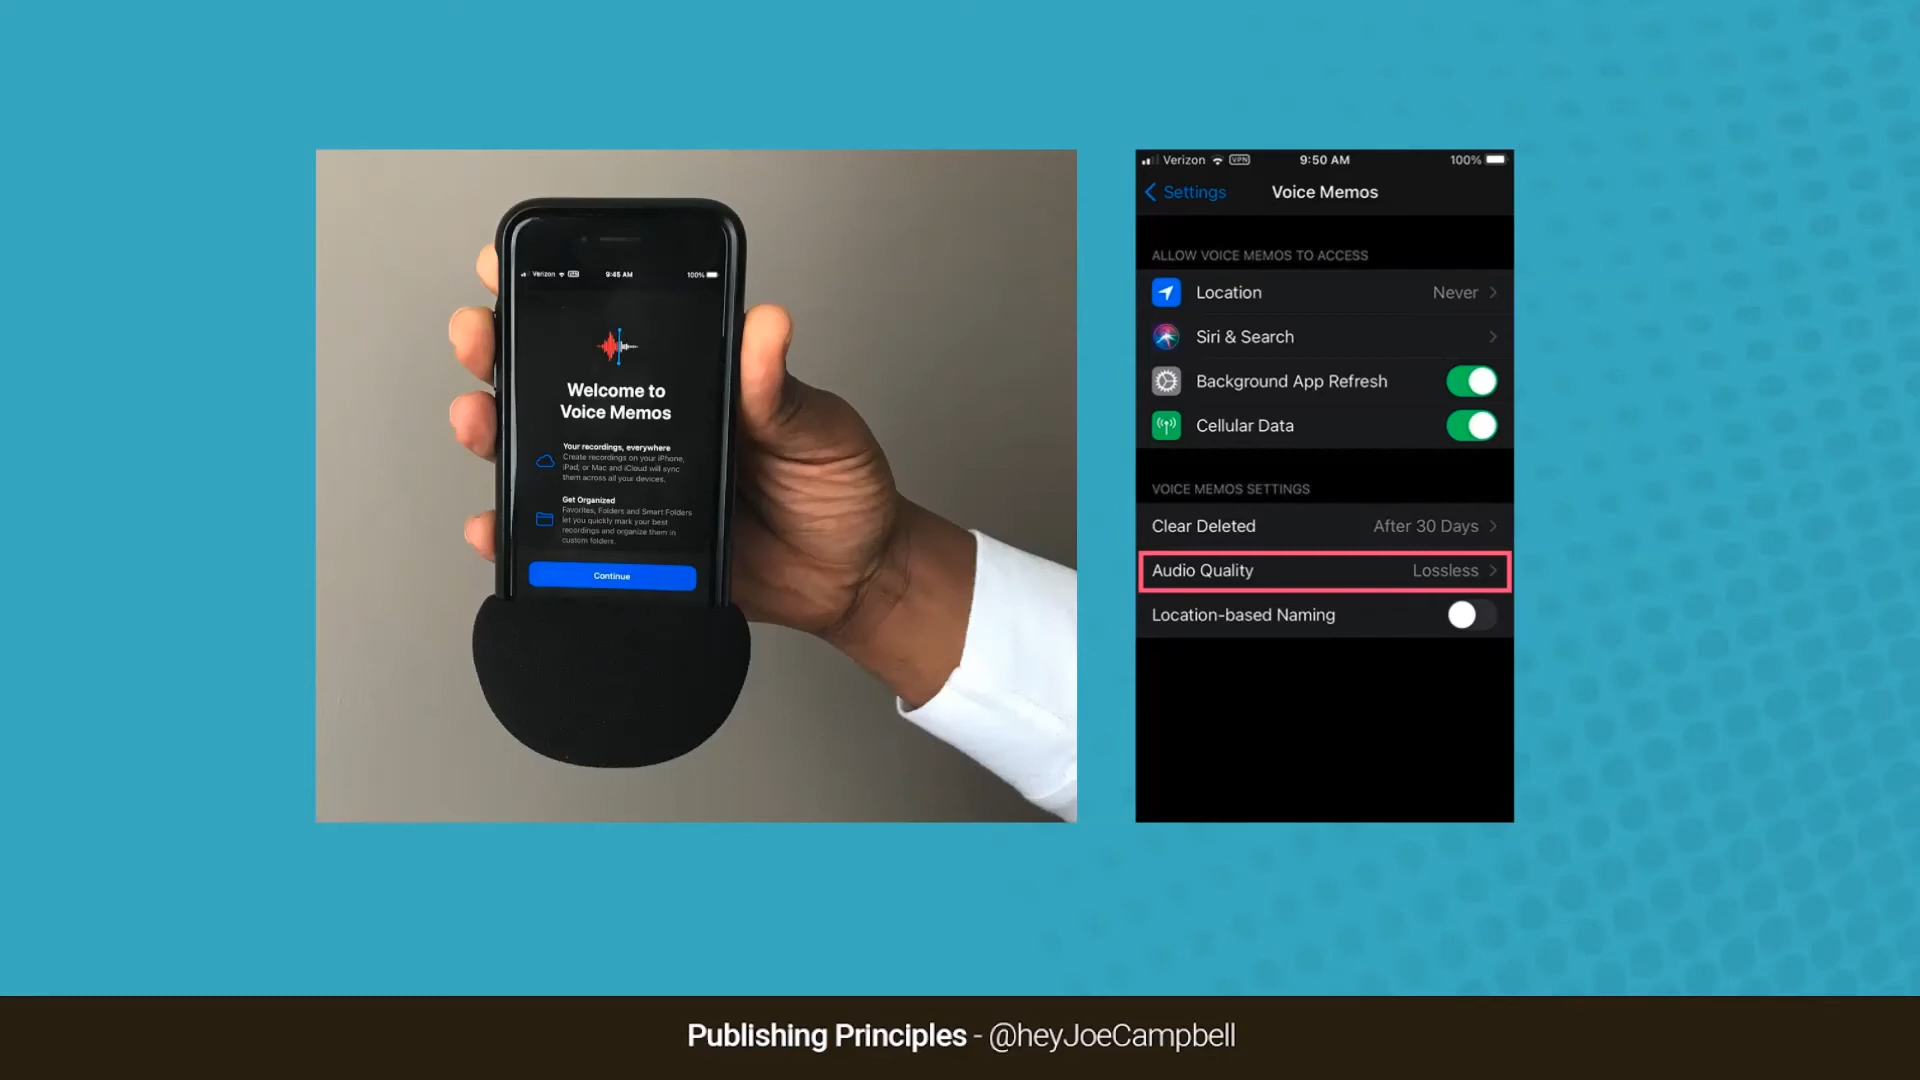 Verizon VPN 9:45 AM 100%
Welcome to
Voice Memos
Your recordings, everywhere
Create recordings on your iPhone,
iPad, or Mac and iCloud will sync
them across all your devices.
Get Organized
Favorites, Folders and Smart Folders
let you quickly mark your best
recordings and organize them in
custom folders.
Continue
Verizon VPN 9:50 AM 100%
Settings Voice Memos
ALLOW VOICE MEMOS TO ACCESS
Location Never
Siri & Search
Background App Refresh
Cellular Data
VOICE MEMOS SETTINGS
Clear Deleted After 30 Days
Audio Quality Lossless
Location-based Naming
Publishing Principles - @heyJoeCampbell